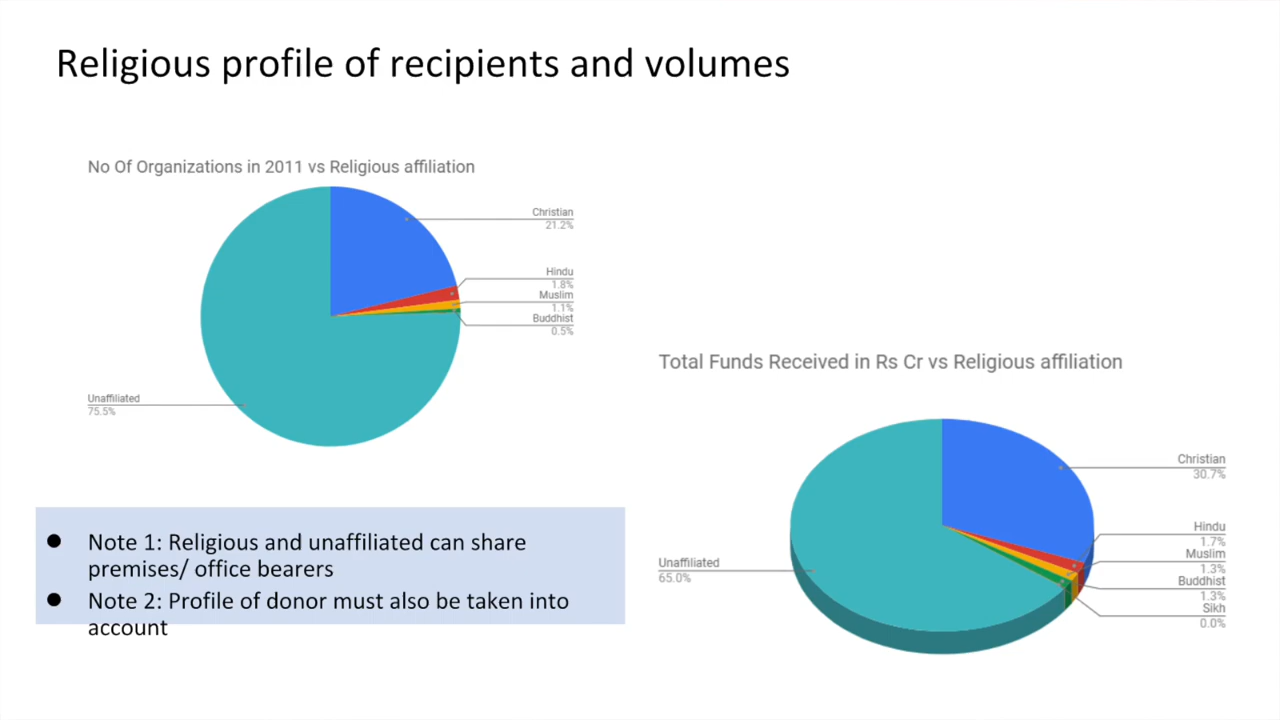 Religious profile of recipients and volumes
No Of Organizations in 2011 vs Religious affiliation
Christian
21.2%
Hindu
1.8%
Muslim
1.1%
Buddhist
0.5%
Unaffiliated
75.5%
Total Funds Received in Rs Cr vs Religious affiliation
Christian
30.7%
Hindu
1.7%
Muslim
1.3%
Buddhist
1.3%
Sikh
0.0%
Unaffiliated
65.0%
● Note 1: Religious and unaffiliated can share
premises/ office bearers
● Note 2: Profile of donor must also be taken into
account